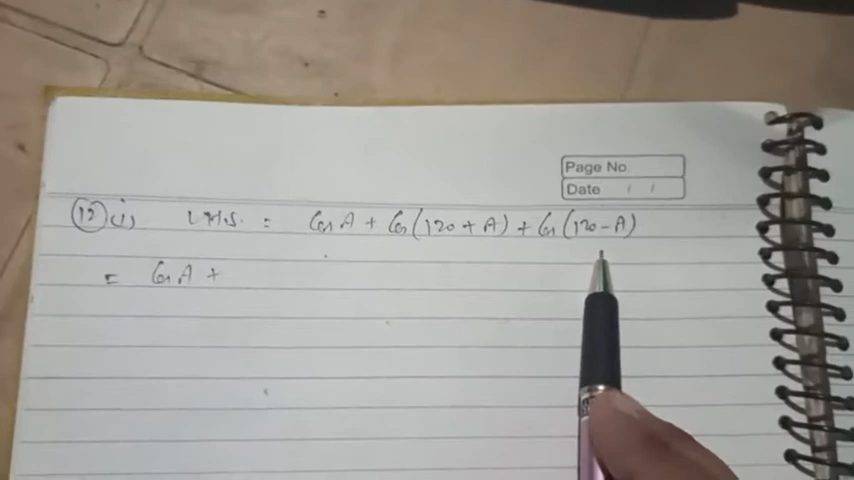 Page No.
Date / /
12 (i) L.H.S. = Cos A + Cos (120 + A) + Cos (120 - A)
= Cos A +